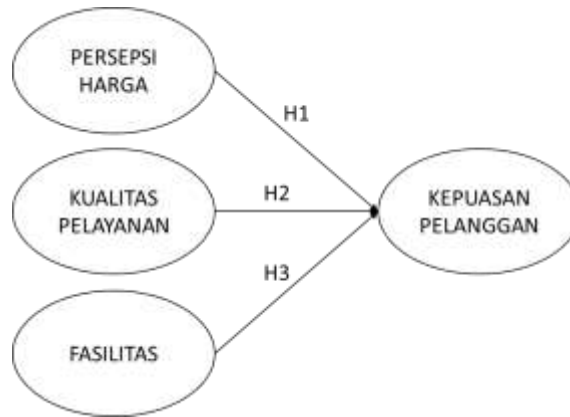 PERSEPSI
HARGA
H1
KUALITAS
PELAYANAN
H2
KEPUASAN
PELANGGAN
H3
FASILITAS